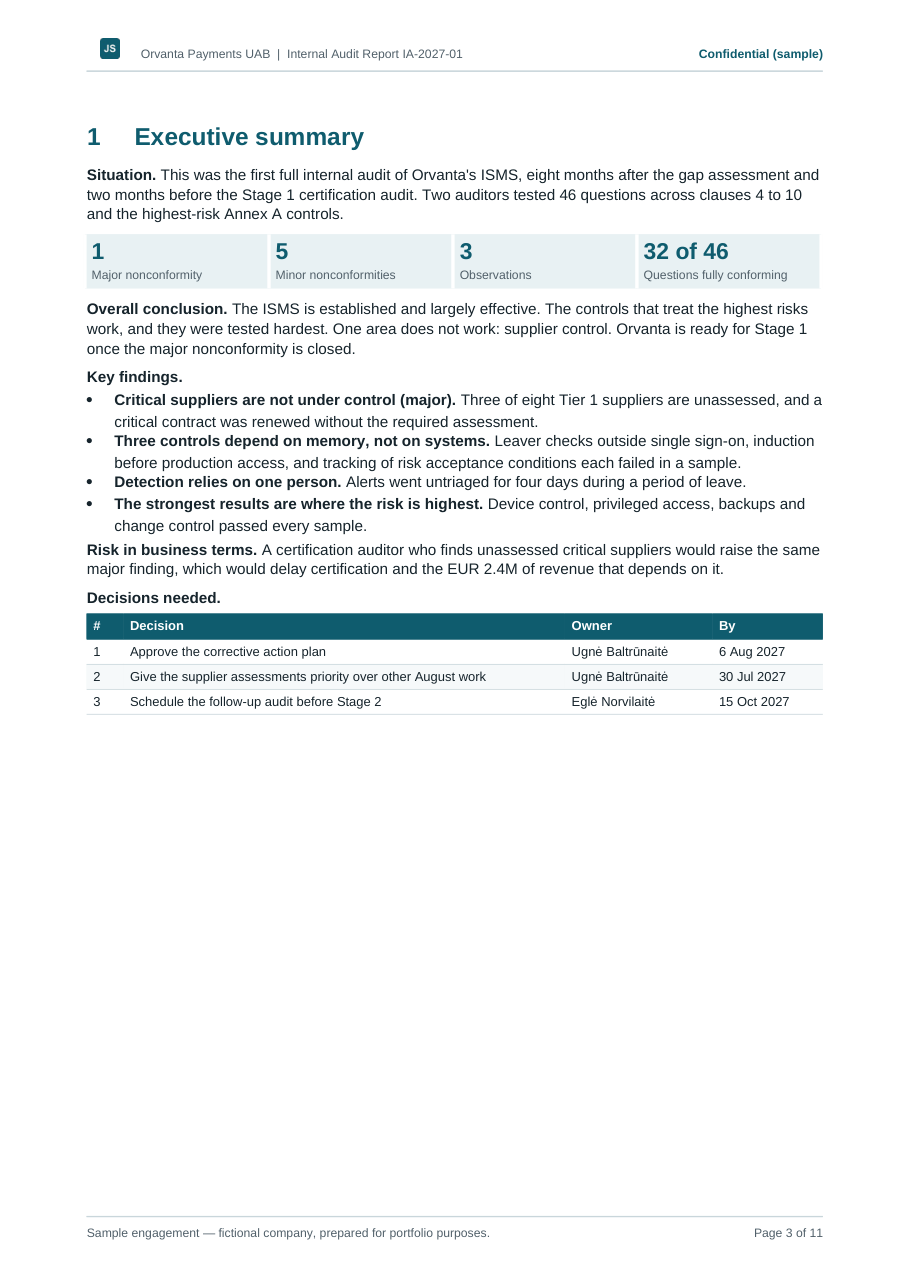 JS
Orvanta Payments UAB | Internal Audit Report IA-2027-01
Confidential (sample)
1 Executive summary
Situation. This was the first full internal audit of Orvanta's ISMS, eight months after the gap assessment and
two months before the Stage 1 certification audit. Two auditors tested 46 questions across clauses 4 to 10
and the highest-risk Annex A controls.
1
Major nonconformity
5
Minor nonconformities
3
Observations
32 of 46
Questions fully conforming
Overall conclusion. The ISMS is established and largely effective. The controls that treat the highest risks
work, and they were tested hardest. One area does not work: supplier control. Orvanta is ready for Stage 1
once the major nonconformity is closed.
Key findings.
• Critical suppliers are not under control (major). Three of eight Tier 1 suppliers are unassessed, and a
critical contract was renewed without the required assessment.
• Three controls depend on memory, not on systems. Leaver checks outside single sign-on, induction
before production access, and tracking of risk acceptance conditions each failed in a sample.
• Detection relies on one person. Alerts went untriaged for four days during a period of leave.
• The strongest results are where the risk is highest. Device control, privileged access, backups and
change control passed every sample.
Risk in business terms. A certification auditor who finds unassessed critical suppliers would raise the same
major finding, which would delay certification and the EUR 2.4M of revenue that depends on it.
Decisions needed.
# Decision Owner By
1 Approve the corrective action plan Ugnė Baltrūnaitė 6 Aug 2027
2 Give the supplier assessments priority over other August work Ugnė Baltrūnaitė 30 Jul 2027
3 Schedule the follow-up audit before Stage 2 Eglė Norvilaitė 15 Oct 2027
Sample engagement — fictional company, prepared for portfolio purposes.
Page 3 of 11